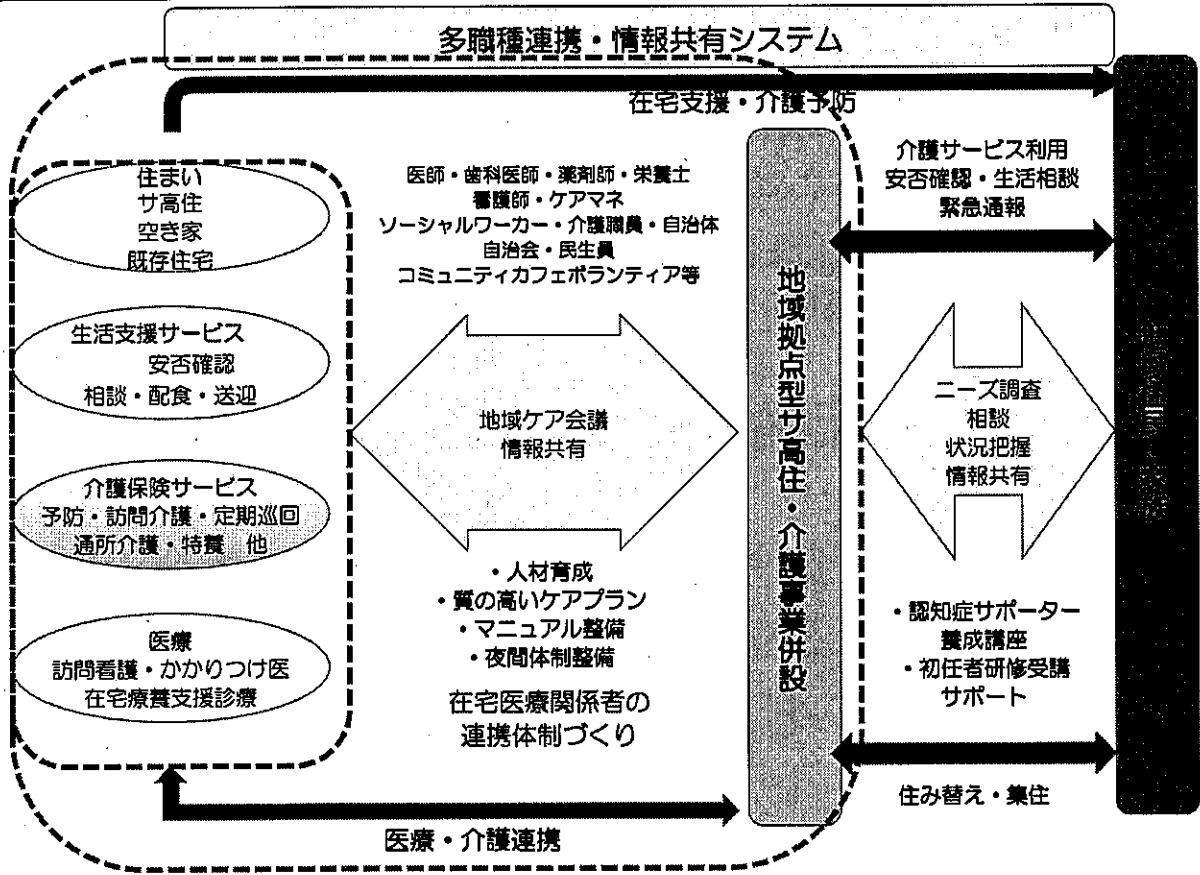 多職種連携・情報共有システム
在宅支援・介護予防
住まい
サ高住
空き家
既存住宅
生活支援サービス
安否確認
相談・配食・送迎
介護保険サービス
予防・訪問介護・定期巡回
通所介護・特養 他
医療
訪問看護・かかりつけ医
在宅療養支援診療
医師・歯科医師・薬剤師・栄養士
看護師・ケアマネ
ソーシャルワーカー・介護職員・自治体
自治会・民生員
コミュニティカフェボランティア等
地域ケア会議
情報共有
・人材育成
・質の高いケアプラン
・マニュアル整備
・夜間体制整備
在宅医療関係者の
連携体制づくり
医療・介護連携
地域拠点型サ高住・介護事業併設
介護サービス利用
安否確認・生活相談
緊急通報
ニーズ調査
相談
状況把握
情報共有
・認知症サポーター
養成講座
・初任者研修受講
サポート
住み替え・集住